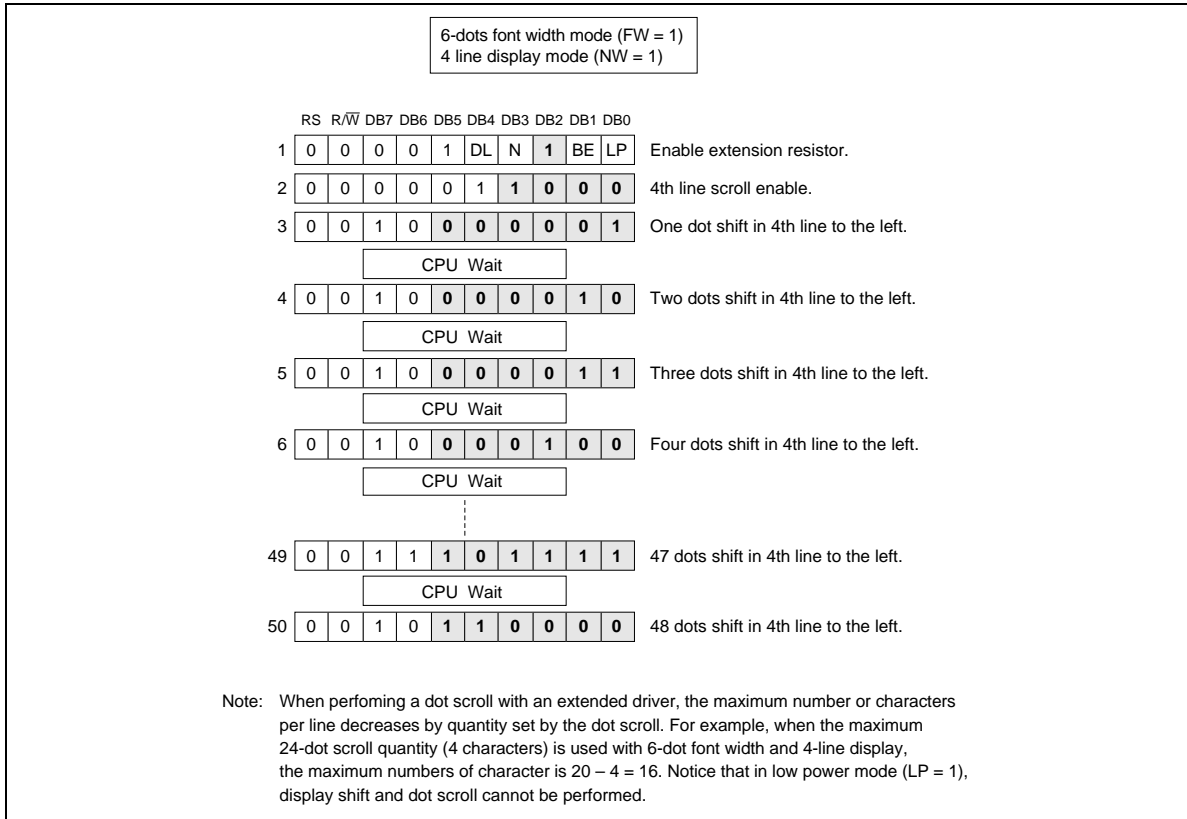 6-dots font width mode (FW = 1)
4 line display mode (NW = 1)
RS R/W̅ DB7 DB6 DB5 DB4 DB3 DB2 DB1 DB0
1 0 0 0 0 1 DL N 1 BE LP Enable extension resistor.
2 0 0 0 0 0 1 1 0 0 0 4th line scroll enable.
3 0 0 1 0 0 0 0 0 0 1 One dot shift in 4th line to the left.
CPU Wait
4 0 0 1 0 0 0 0 0 1 0 Two dots shift in 4th line to the left.
CPU Wait
5 0 0 1 0 0 0 0 0 1 1 Three dots shift in 4th line to the left.
CPU Wait
6 0 0 1 0 0 0 0 1 0 0 Four dots shift in 4th line to the left.
CPU Wait
49 0 0 1 1 1 0 1 1 1 1 47 dots shift in 4th line to the left.
CPU Wait
50 0 0 1 0 1 1 0 0 0 0 48 dots shift in 4th line to the left.
Note: When perfoming a dot scroll with an extended driver, the maximum number or characters
per line decreases by quantity set by the dot scroll. For example, when the maximum
24-dot scroll quantity (4 characters) is used with 6-dot font width and 4-line display,
the maximum numbers of character is 20 – 4 = 16. Notice that in low power mode (LP = 1),
display shift and dot scroll cannot be performed.